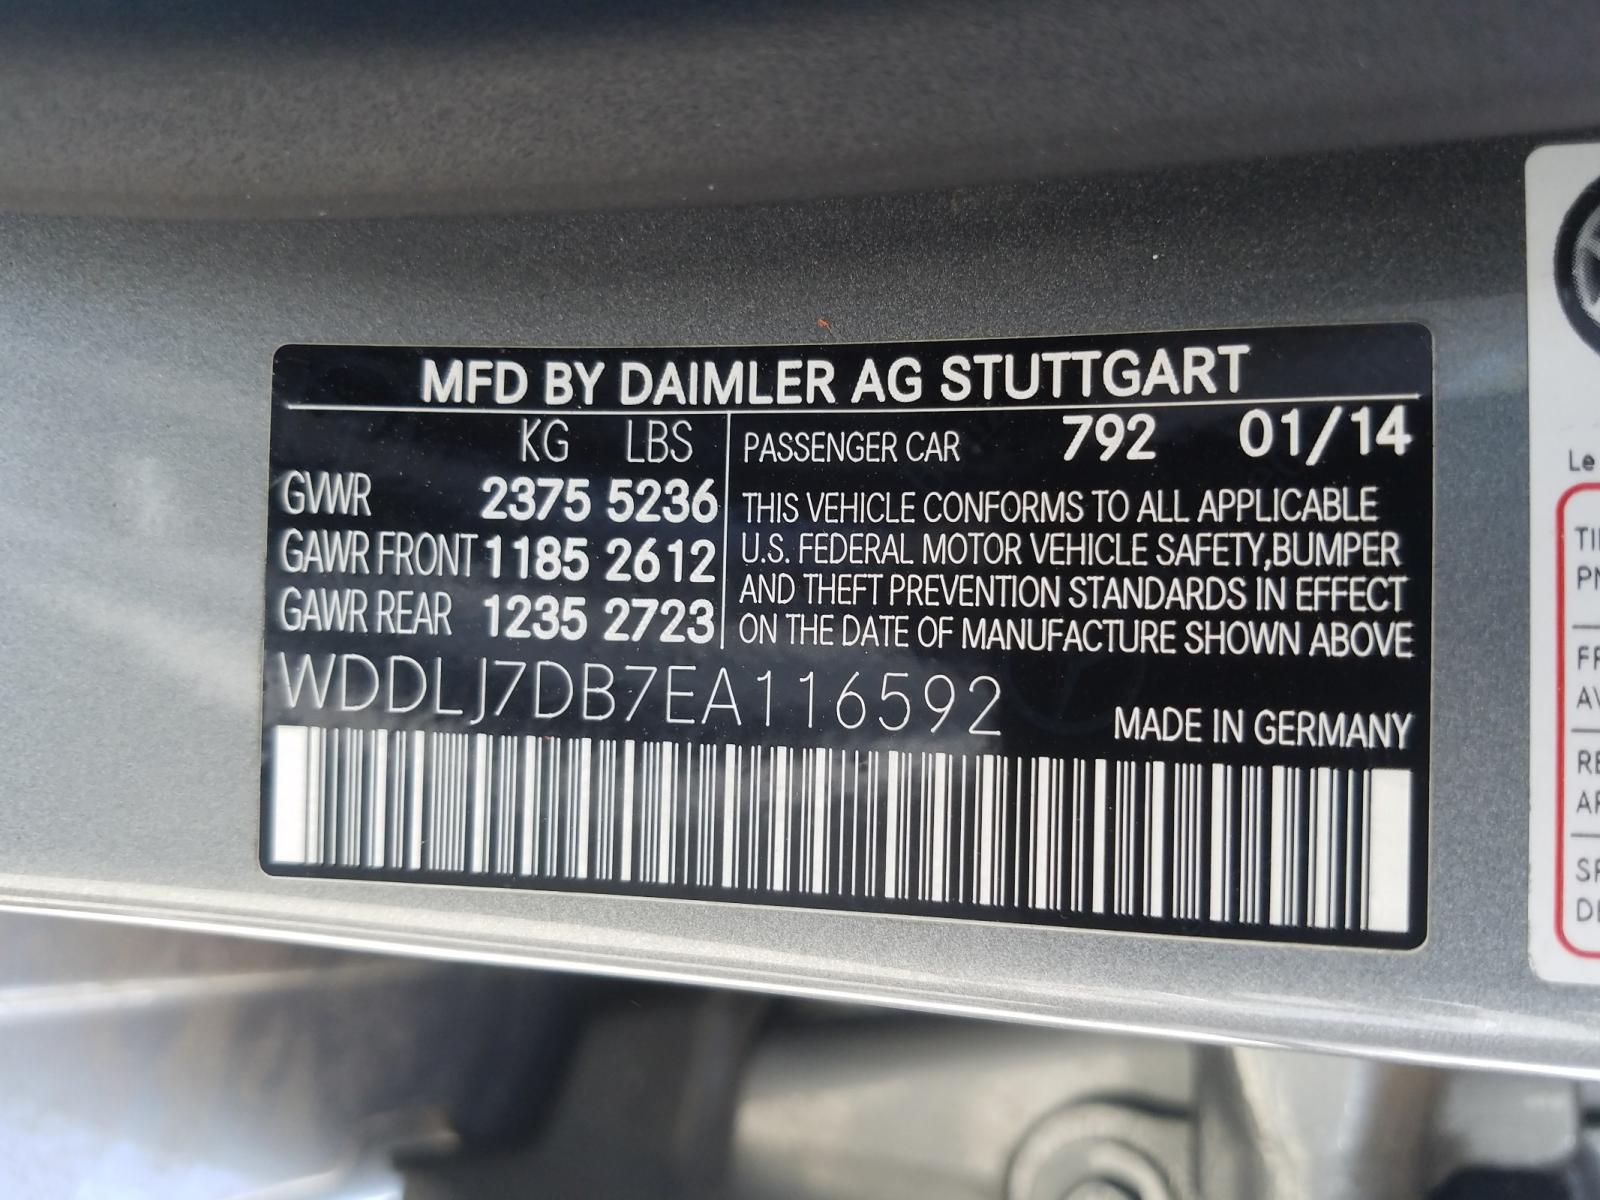 MFD BY DAIMLER AG STUTTGART
KG LBS
GVWR 2375 5236
GAWR FRONT 1185 2612
GAWR REAR 1235 2723
PASSENGER CAR 792 01/14
THIS VEHICLE CONFORMS TO ALL APPLICABLE
U.S. FEDERAL MOTOR VEHICLE SAFETY,BUMPER
AND THEFT PREVENTION STANDARDS IN EFFECT
ON THE DATE OF MANUFACTURE SHOWN ABOVE
WDDLJ7DB7EA116592
MADE IN GERMANY
Le